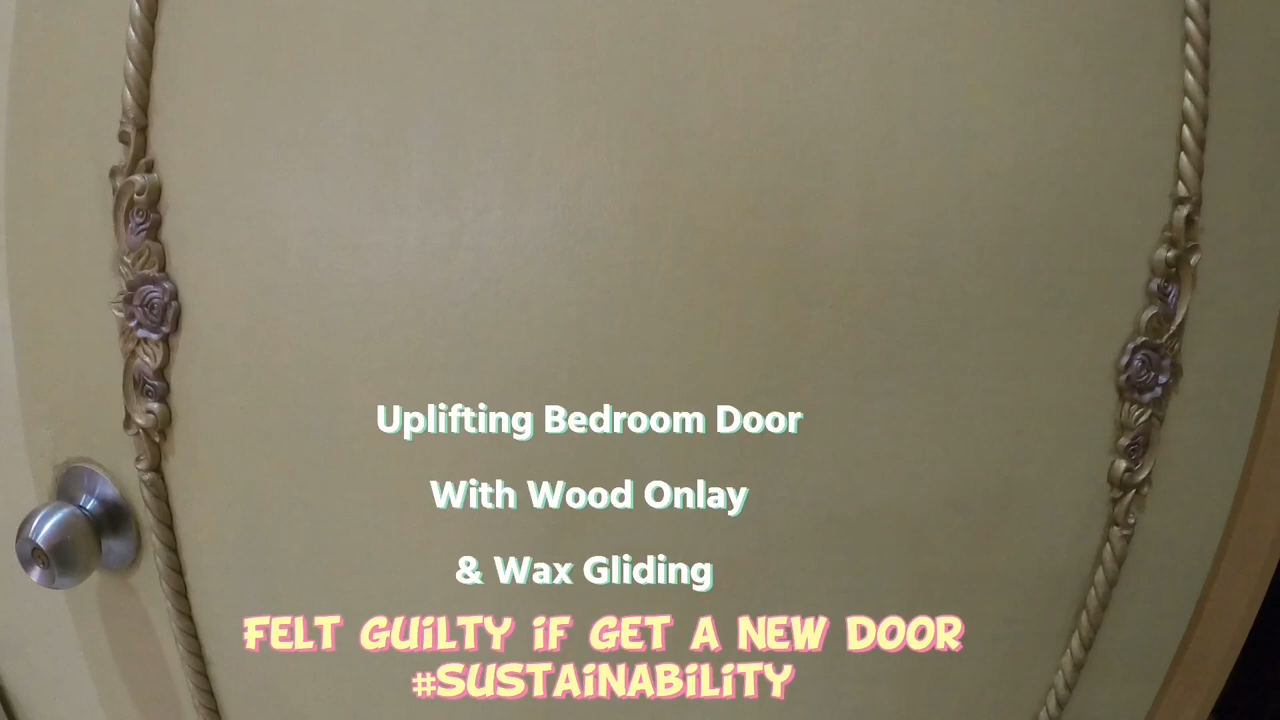 Uplifting Bedroom Door
With Wood Onlay
& Wax Gliding
FELT GUILTY IF GET A NEW DOOR
#SUSTAINABILITY